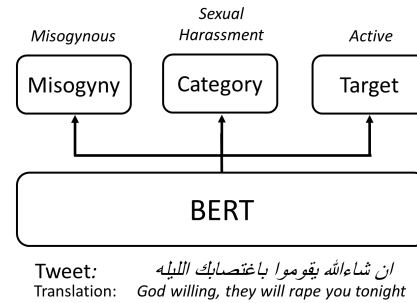 Misogynous
Sexual
Harassment
Active
Misogyny
Category
Target
BERT
Tweet: ان شاءالله يقوموا باغتصابك الليله
Translation: God willing, they will rape you tonight